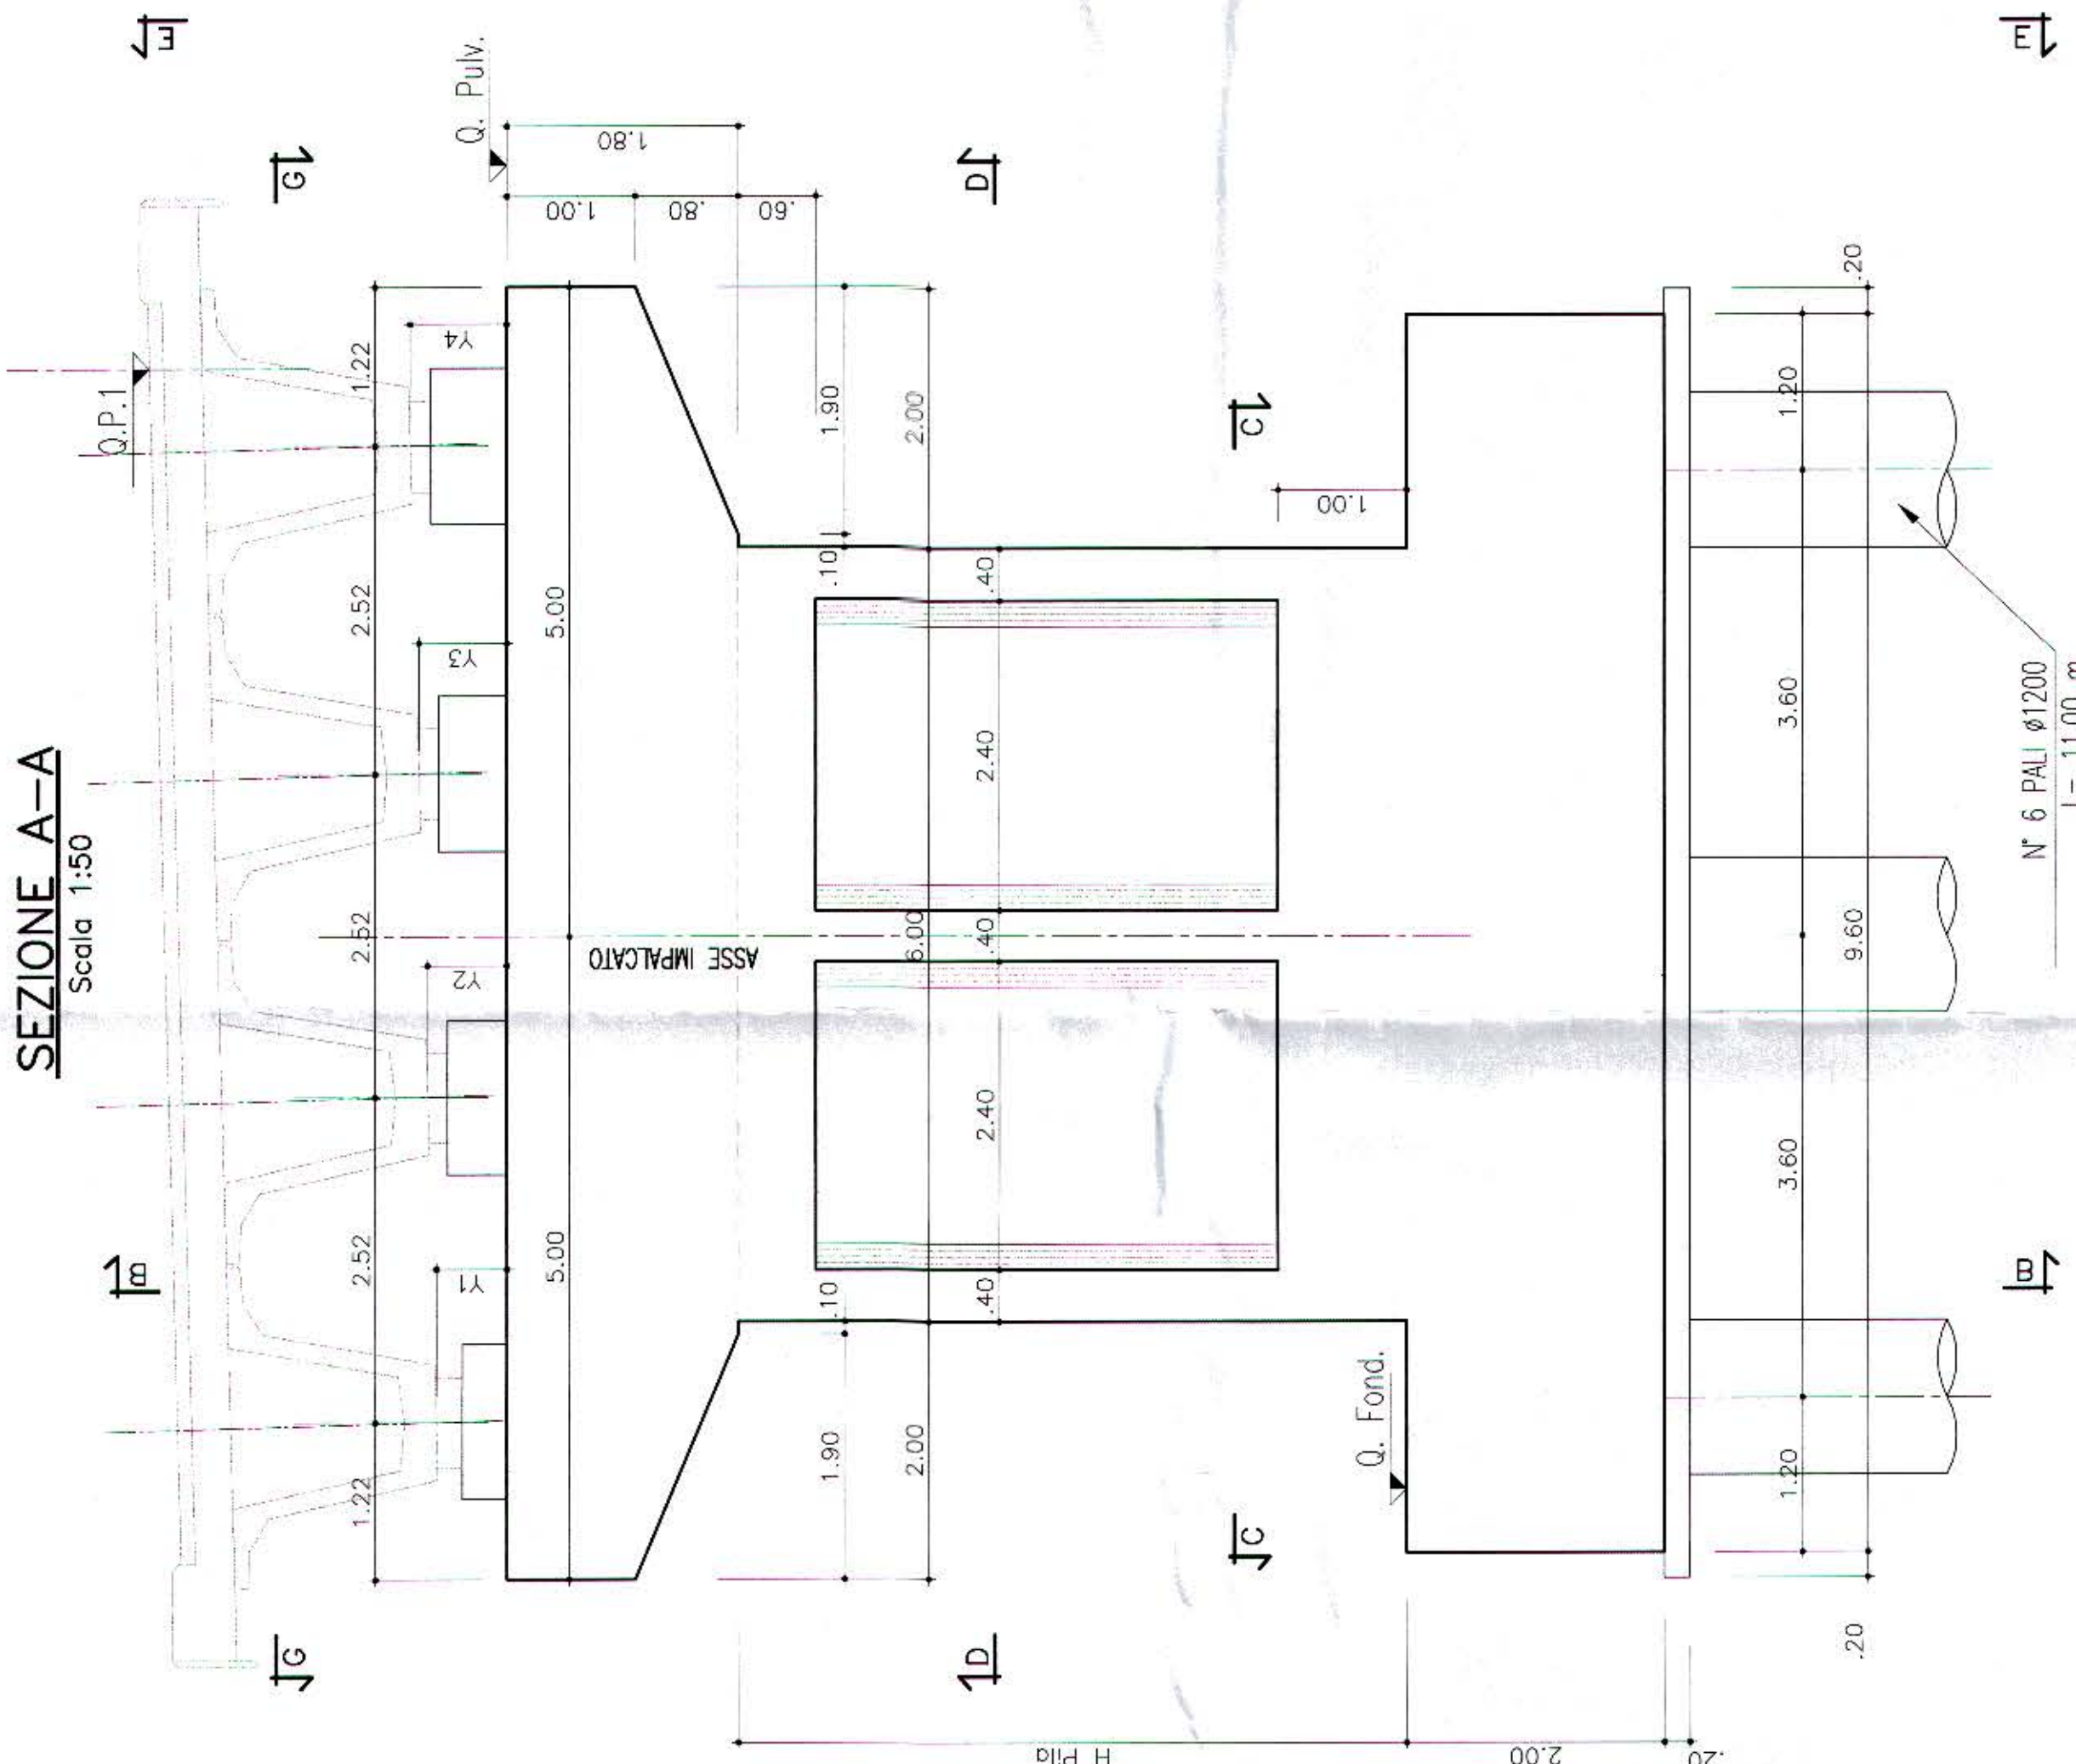 SEZIONE A-A
Scala 1:50
E
E
B
B
G
G
D
D
C
C
Q.P.1
Q. Pulv.
1.22
2.52
2.52
2.52
1.22
Y1
Y2
Y3
Y4
5.00
5.00
ASSE IMPALCATO
1.80
1.00
.80
.60
1.90
.10
.10
1.90
2.00
6.00
2.00
.40
2.40
.40
2.40
.40
1.00
Q. Fond.
H Pila
2.00
.20
1.20
3.60
3.60
1.20
.20
9.60
.20
N° 6 PALI ø1200
L= 11.00 m